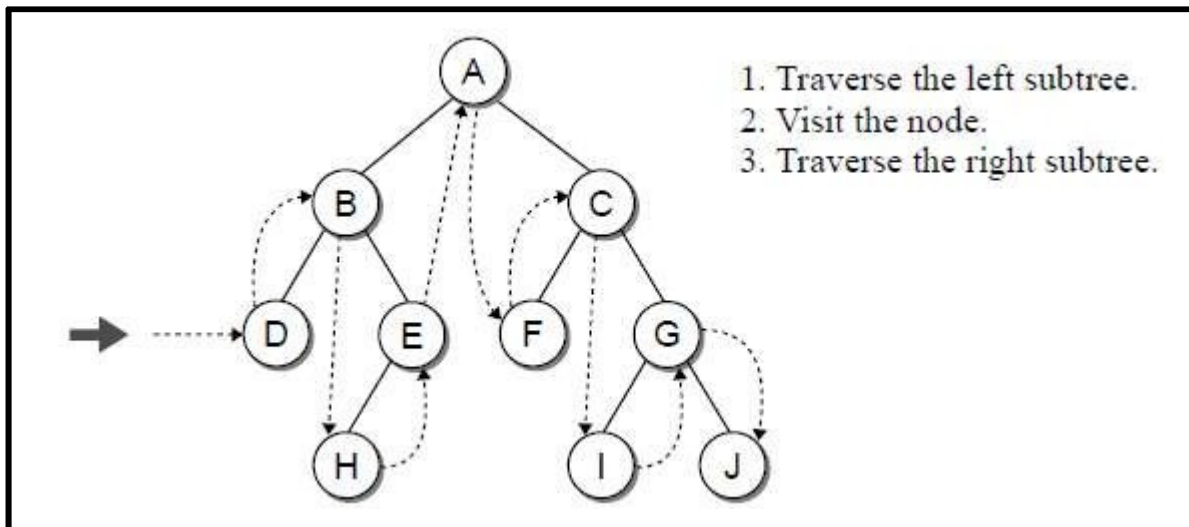 A
1. Traverse the left subtree.
2. Visit the node.
3. Traverse the right subtree.
B
C
D
E
F
G
H
I
J